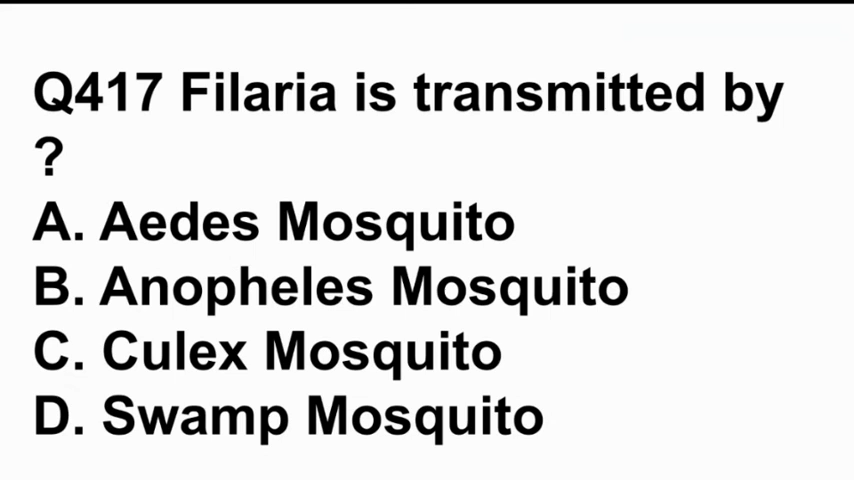 Q417 Filaria is transmitted by
?
A. Aedes Mosquito
B. Anopheles Mosquito
C. Culex Mosquito
D. Swamp Mosquito